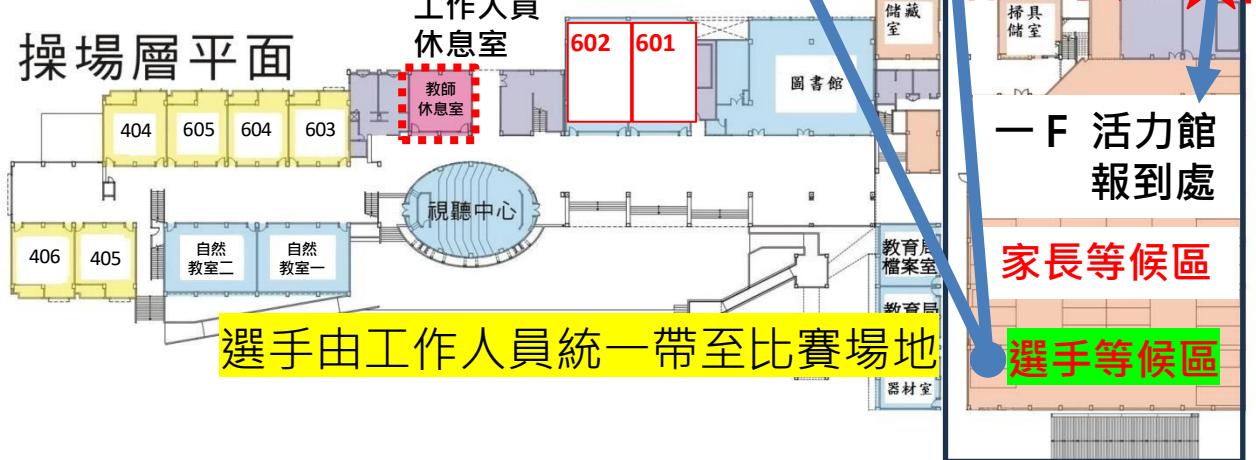 工作人員
休息室
操場層平面
602
601
儲藏
室
掃具
儲室
教師
休息室
圖書館
404
605
604
603
一F 活力館
報到處
視聽中心
406
405
自然
教室二
自然
教室一
教育局
檔案室
家長等候區
教育局
選手由工作人員統一帶至比賽場地
選手等候區
器材室